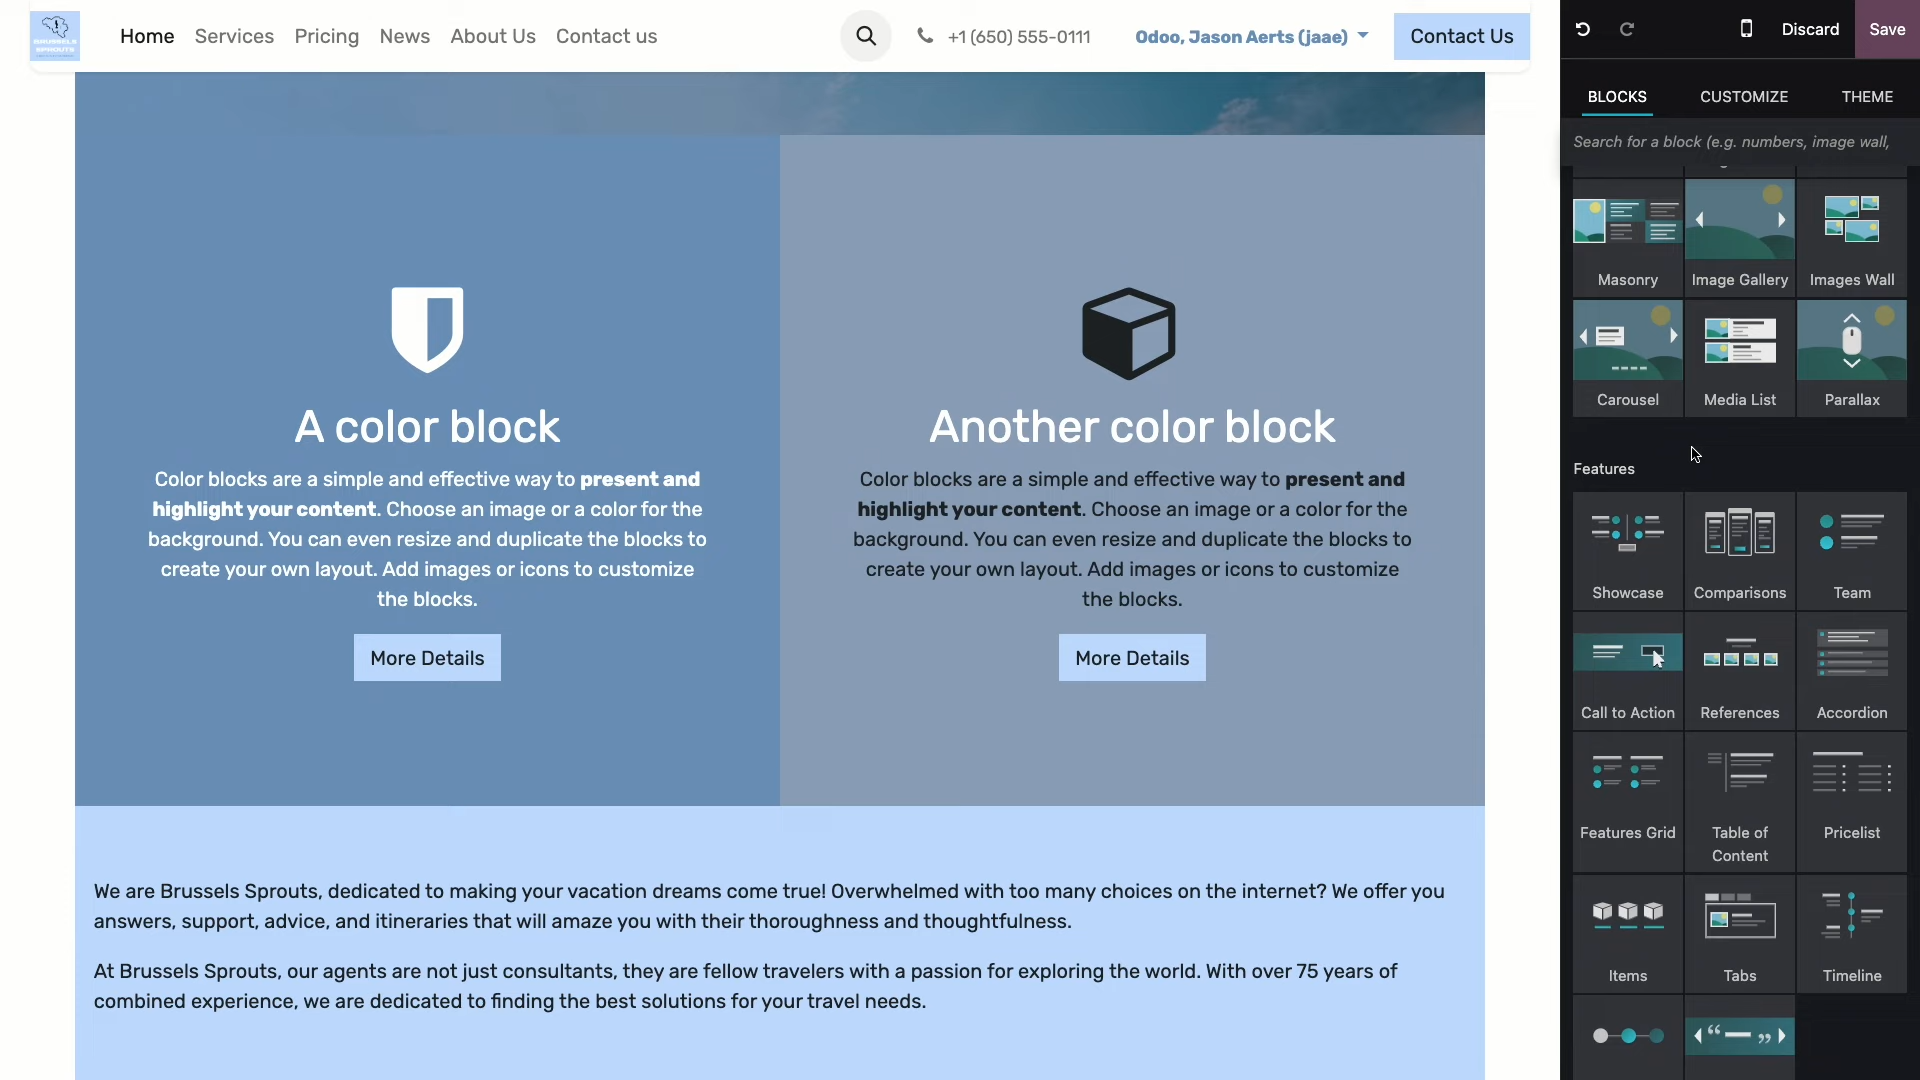 BRUSSELS
SPROUTS
Home Services Pricing News About Us Contact us
+1 (650) 555-0111
Odoo, Jason Aerts (jaae)
Contact Us
Discard
Save
BLOCKS
CUSTOMIZE
THEME
Search for a block (e.g. numbers, image wall,
Masonry
Image Gallery
Images Wall
Carousel
Media List
Parallax
Features
Showcase
Comparisons
Team
Call to Action
References
Accordion
Features Grid
Table of
Content
Pricelist
Items
Tabs
Timeline
A color block
Color blocks are a simple and effective way to present and
highlight your content. Choose an image or a color for the
background. You can even resize and duplicate the blocks to
create your own layout. Add images or icons to customize
the blocks.
More Details
Another color block
Color blocks are a simple and effective way to present and
highlight your content. Choose an image or a color for the
background. You can even resize and duplicate the blocks to
create your own layout. Add images or icons to customize
the blocks.
More Details
We are Brussels Sprouts, dedicated to making your vacation dreams come true! Overwhelmed with too many choices on the internet? We offer you
answers, support, advice, and itineraries that will amaze you with their thoroughness and thoughtfulness.
At Brussels Sprouts, our agents are not just consultants, they are fellow travelers with a passion for exploring the world. With over 75 years of
combined experience, we are dedicated to finding the best solutions for your travel needs.